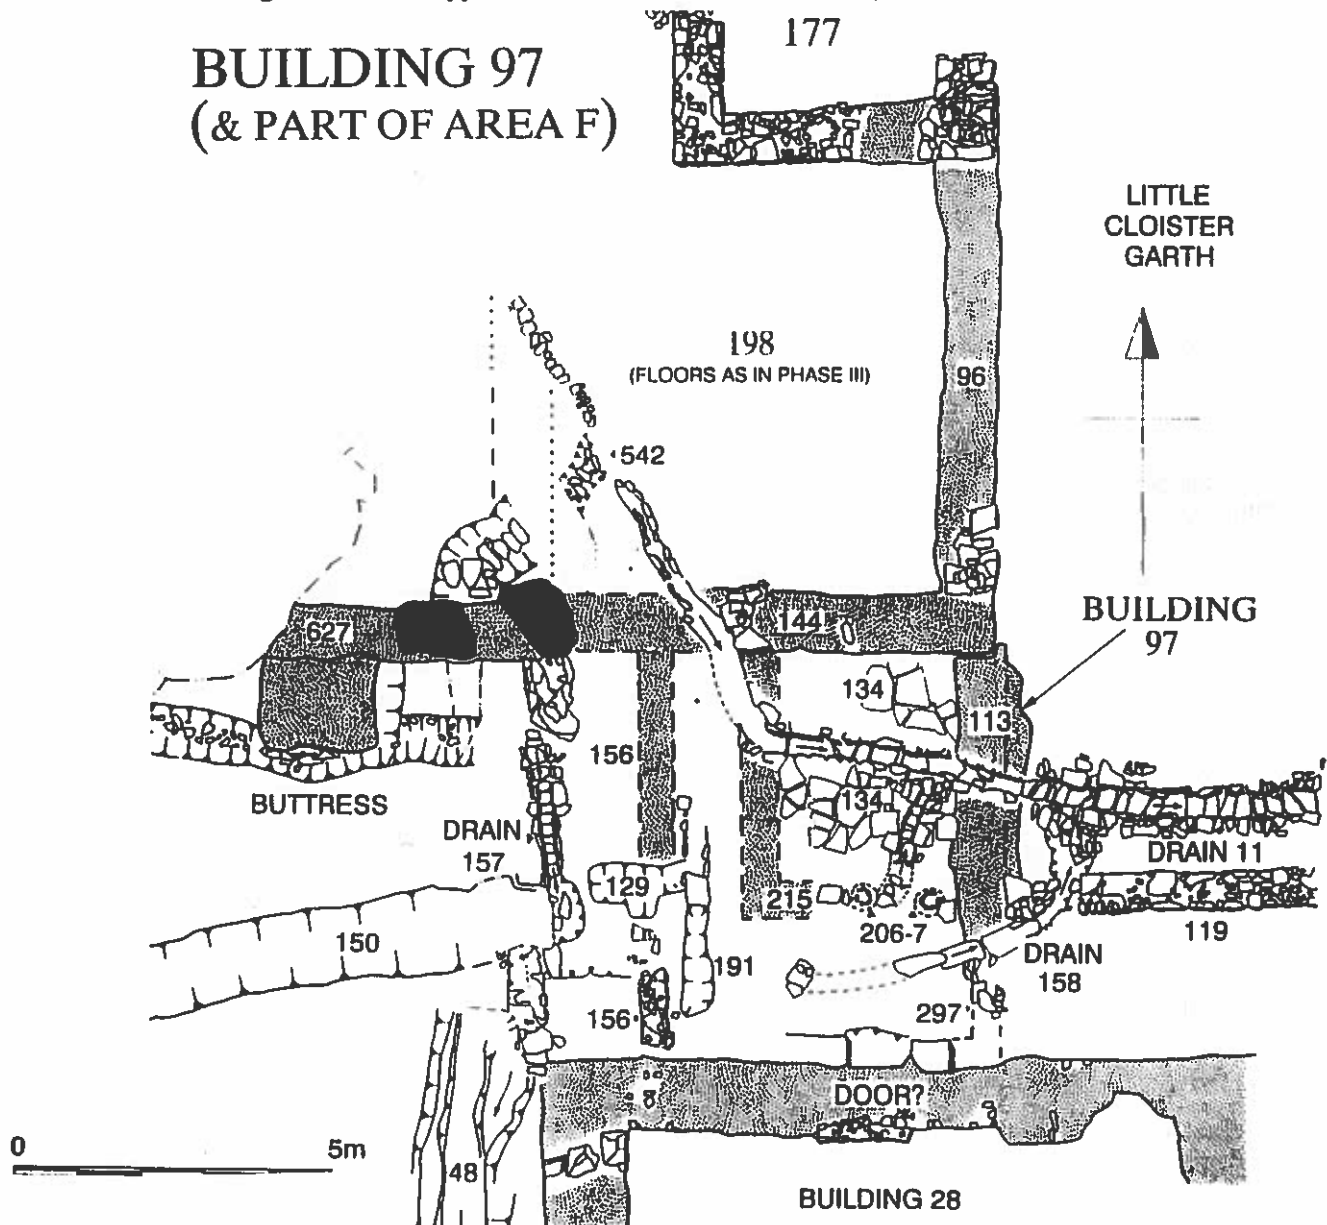 177
BUILDING 97
(& PART OF AREA F)
LITTLE
CLOISTER
GARTH
198
(FLOORS AS IN PHASE III)
96
542
627
144
BUILDING
97
134
113
156
BUTTRESS
134
DRAIN
157
DRAIN 11
129
215
206-7
119
150
191
DRAIN
158
156
297
DOOR?
0
5m
48
BUILDING 28